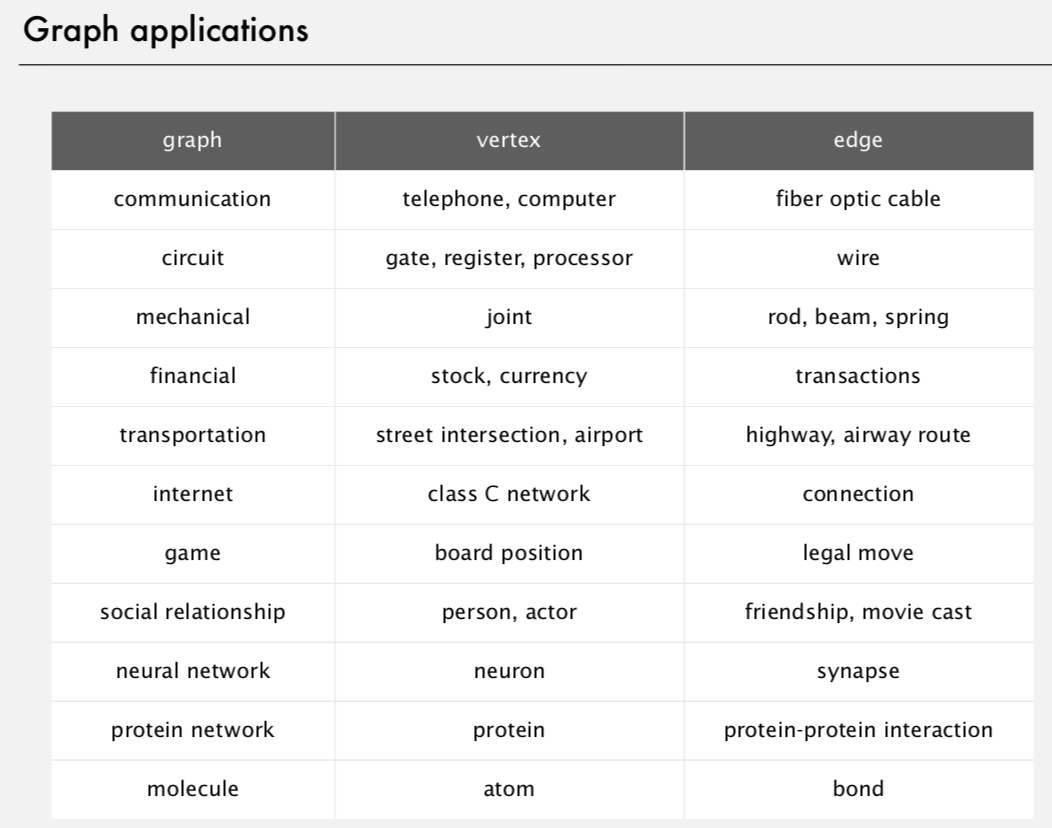 Graph applications
graph vertex edge
communication telephone, computer fiber optic cable
circuit gate, register, processor wire
mechanical joint rod, beam, spring
financial stock, currency transactions
transportation street intersection, airport highway, airway route
internet class C network connection
game board position legal move
social relationship person, actor friendship, movie cast
neural network neuron synapse
protein network protein protein-protein interaction
molecule atom bond